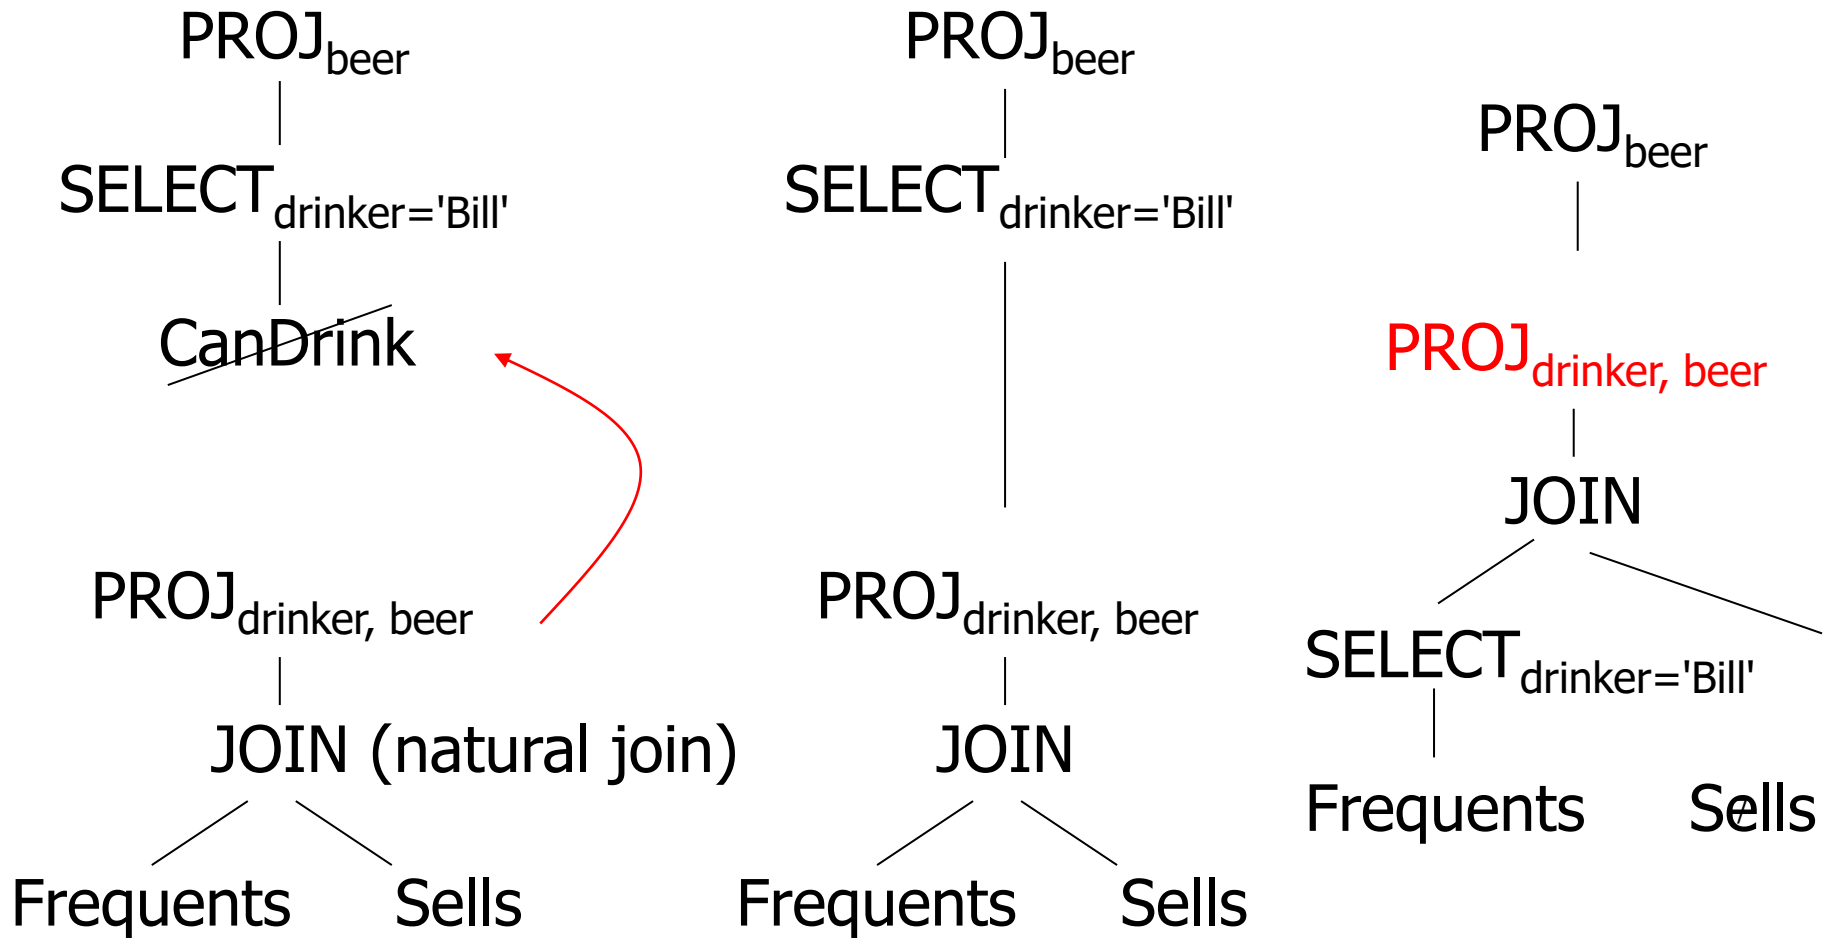 PROJbeer
SELECTdrinker='Bill'
CanDrink
PROJdrinker, beer
JOIN (natural join)
Frequents Sells
PROJbeer
SELECTdrinker='Bill'
PROJdrinker, beer
JOIN
Frequents Sells
PROJbeer
PROJdrinker, beer
JOIN
SELECTdrinker='Bill'
Frequents Sells